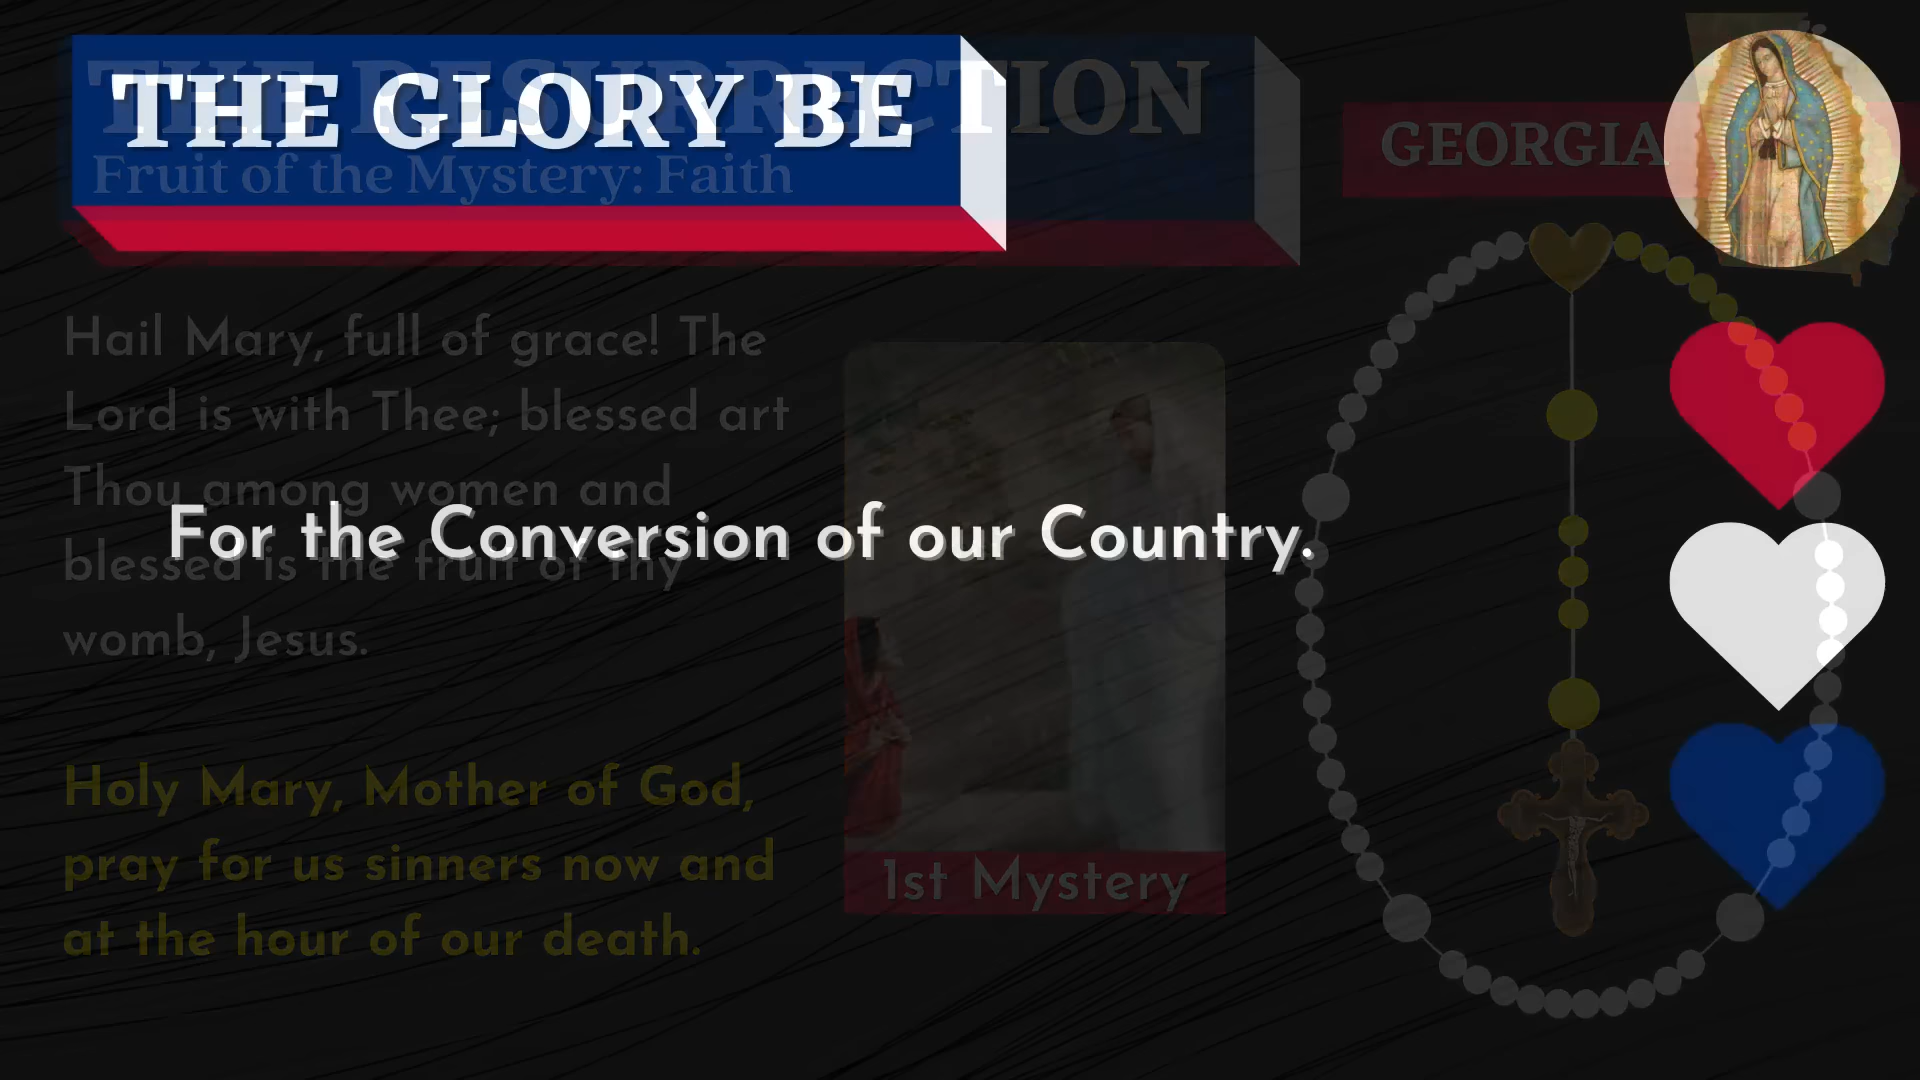 THE GLORY BE
THE RESURRECTION
Fruit of the Mystery: Faith
GEORGIA
Hail Mary, full of grace! The
Lord is with Thee; blessed art
Thou among women and
For the Conversion of our Country.
blessed is the fruit of thy
womb, Jesus.
Holy Mary, Mother of God,
pray for us sinners now and
at the hour of our death.
1st Mystery